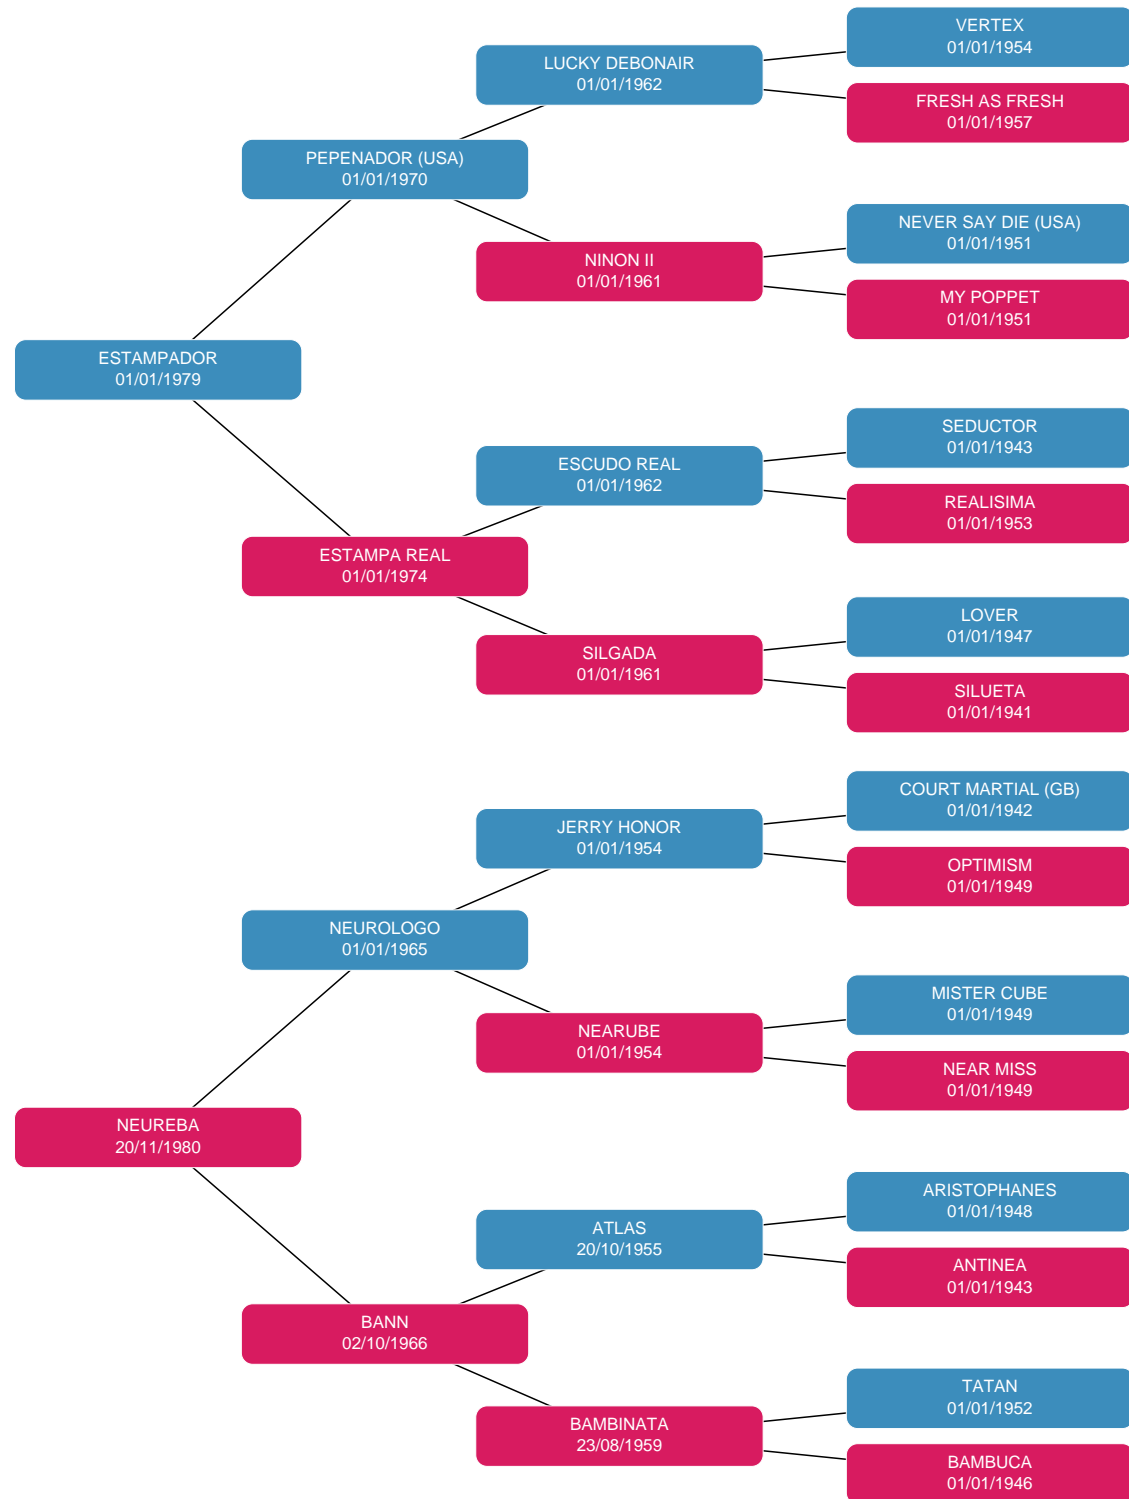 VERTEX
01/01/1954
LUCKY DEBONAIR
01/01/1962
FRESH AS FRESH
01/01/1957
PEPENADOR (USA)
01/01/1970
NEVER SAY DIE (USA)
01/01/1951
NINON II
01/01/1961
MY POPPET
01/01/1951
ESTAMPADOR
01/01/1979
SEDUCTOR
01/01/1943
ESCUDO REAL
01/01/1962
REALISIMA
01/01/1953
ESTAMPA REAL
01/01/1974
LOVER
01/01/1947
SILGADA
01/01/1961
SILUETA
01/01/1941
COURT MARTIAL (GB)
01/01/1942
JERRY HONOR
01/01/1954
OPTIMISM
01/01/1949
NEUROLOGO
01/01/1965
MISTER CUBE
01/01/1949
NEARUBE
01/01/1954
NEAR MISS
01/01/1949
NEUREBA
20/11/1980
ARISTOPHANES
01/01/1948
ATLAS
20/10/1955
ANTINEA
01/01/1943
BANN
02/10/1966
TATAN
01/01/1952
BAMBINATA
23/08/1959
BAMBUCA
01/01/1946